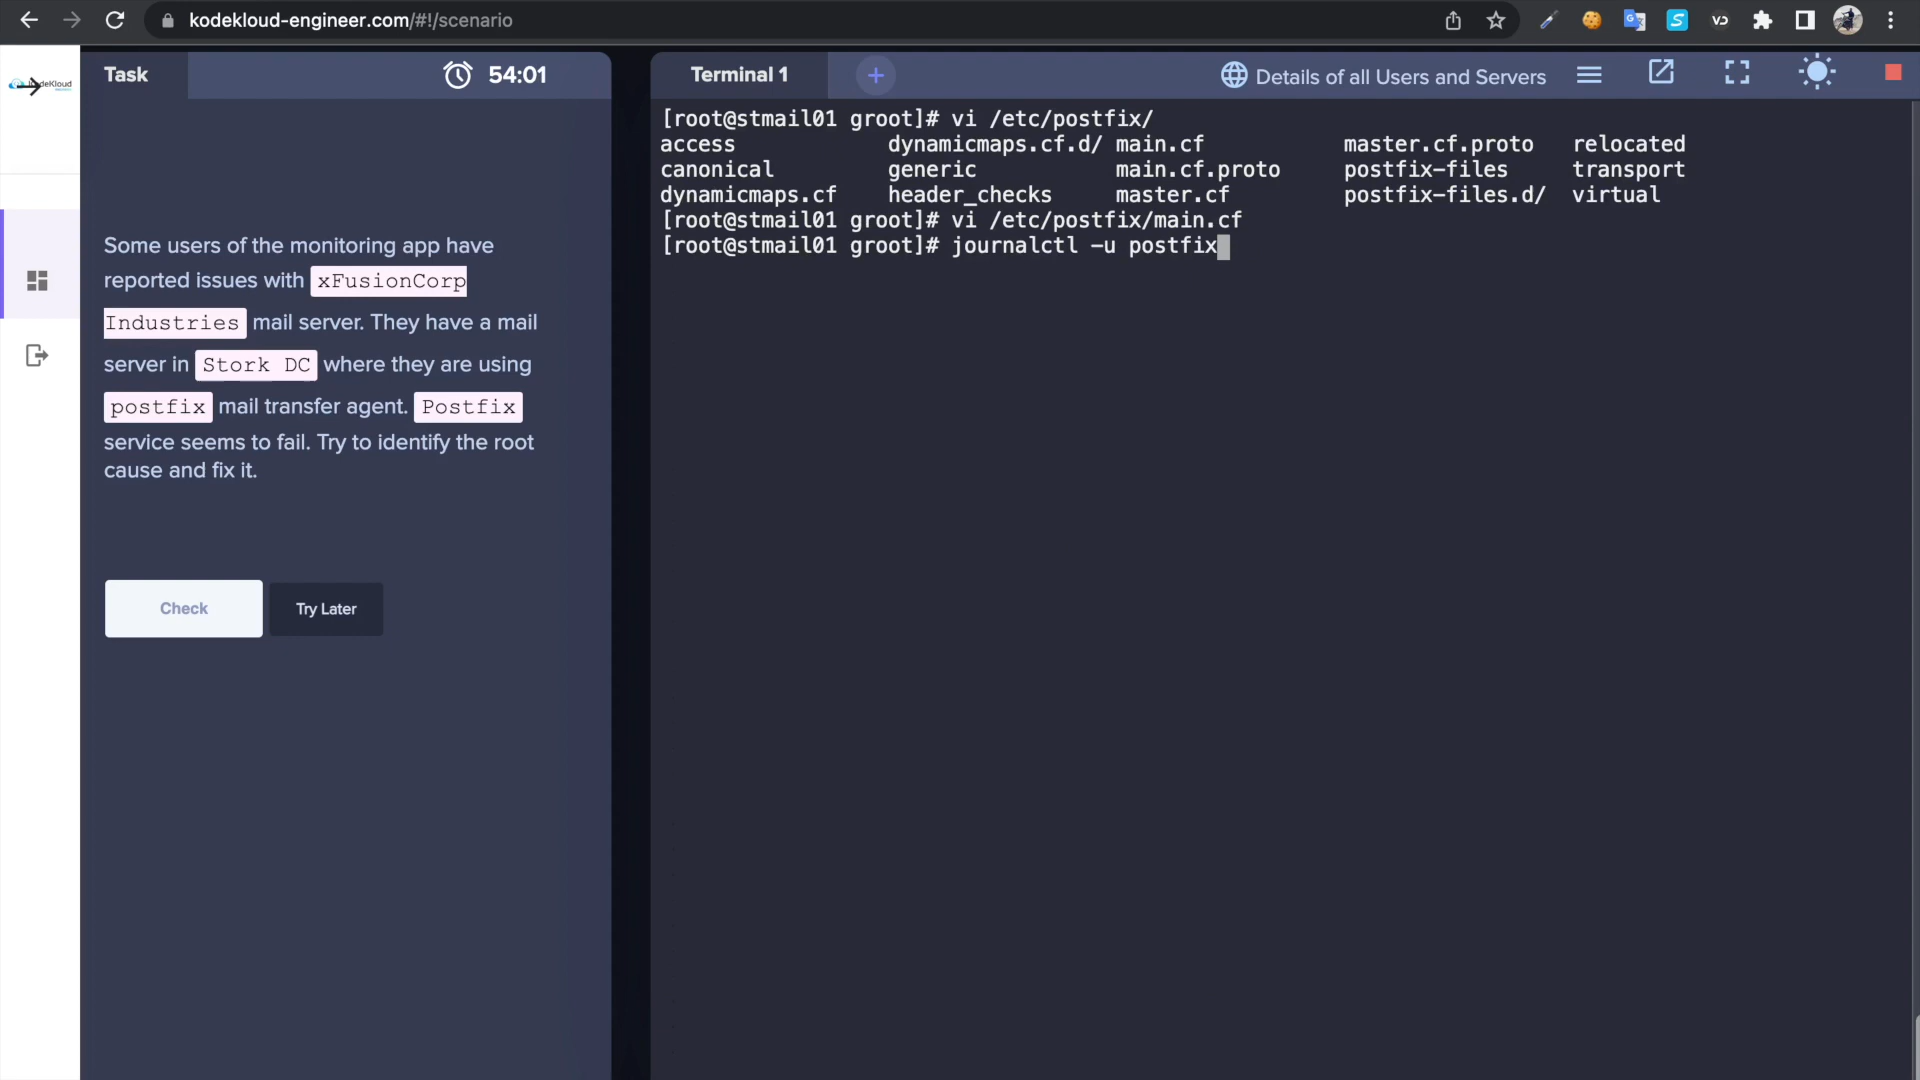 kodekloud-engineer.com/#!/scenario
Task
54:01
Some users of the monitoring app have
reported issues with xFusionCorp
Industries mail server. They have a mail
server in Stork DC where they are using
postfix mail transfer agent. Postfix
service seems to fail. Try to identify the root
cause and fix it.
Check
Try Later
Terminal 1
+
Details of all Users and Servers
[root@stmail01 groot]# vi /etc/postfix/
access dynamicmaps.cf.d/ main.cf master.cf.proto relocated
canonical generic main.cf.proto postfix-files transport
dynamicmaps.cf header_checks master.cf postfix-files.d/ virtual
[root@stmail01 groot]# vi /etc/postfix/main.cf
[root@stmail01 groot]# journalctl -u postfix